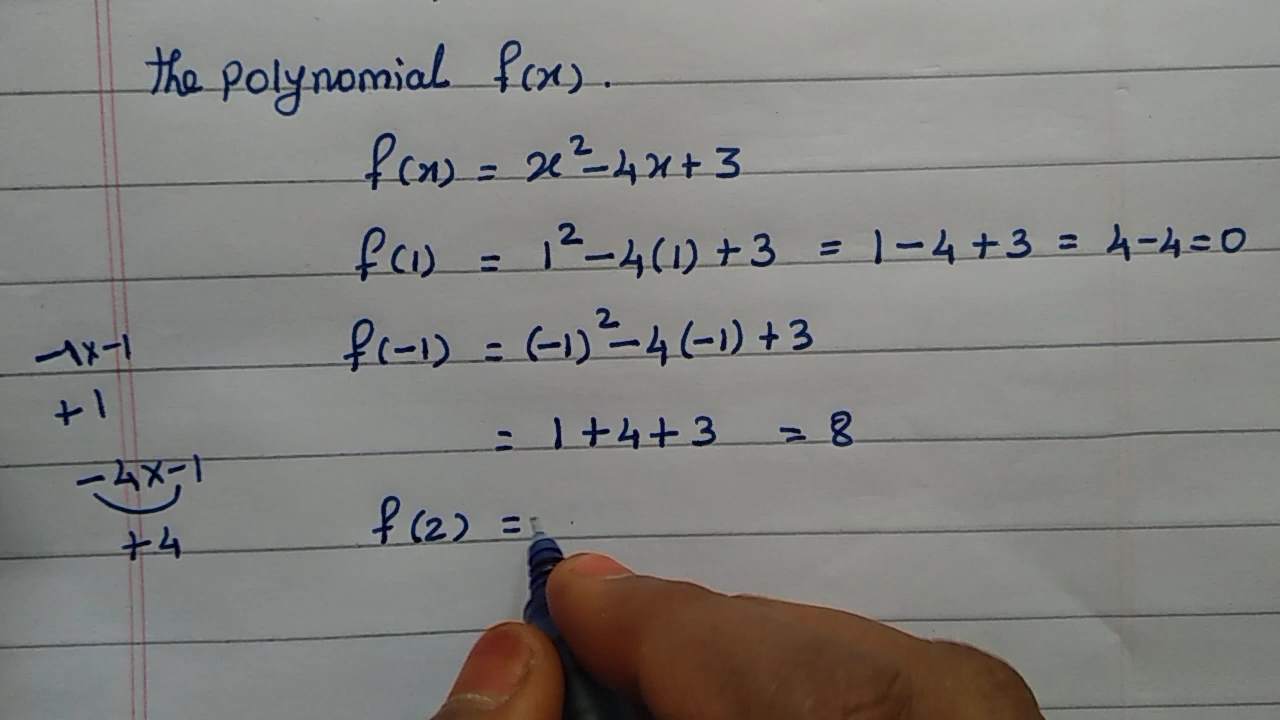 the polynomial f(x).
f(x) = x² - 4x + 3
f(1) = 1² - 4(1) + 3 = 1 - 4 + 3 = 4 - 4 = 0
f(-1) = (-1)² - 4(-1) + 3
-1x-1
+1
= 1 + 4 + 3 = 8
-4x-1
+4
f(2) =